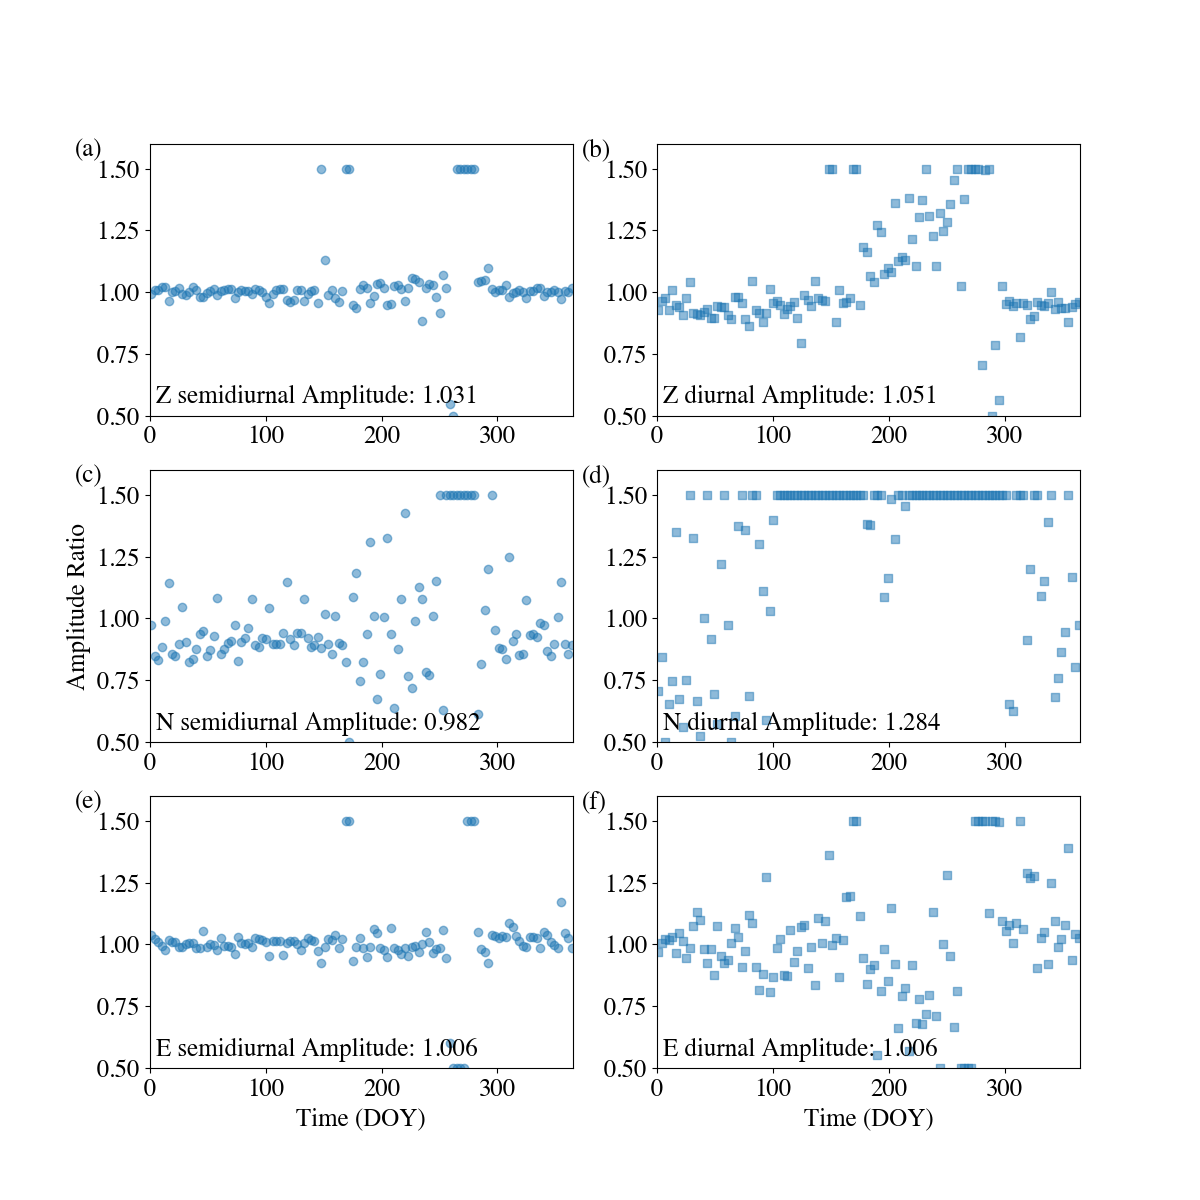 (a)
1.50
1.25
1.00
0.75
0.50
Z semidiurnal Amplitude: 1.031
0 100 200 300
(b)
1.50
1.25
1.00
0.75
0.50
Z diurnal Amplitude: 1.051
0 100 200 300
(c)
Amplitude Ratio
1.50
1.25
1.00
0.75
0.50
N semidiurnal Amplitude: 0.982
0 100 200 300
(d)
1.50
1.25
1.00
0.75
0.50
N diurnal Amplitude: 1.284
0 100 200 300
(e)
1.50
1.25
1.00
0.75
0.50
E semidiurnal Amplitude: 1.006
0 100 200 300
Time (DOY)
(f)
1.50
1.25
1.00
0.75
0.50
E diurnal Amplitude: 1.006
0 100 200 300
Time (DOY)